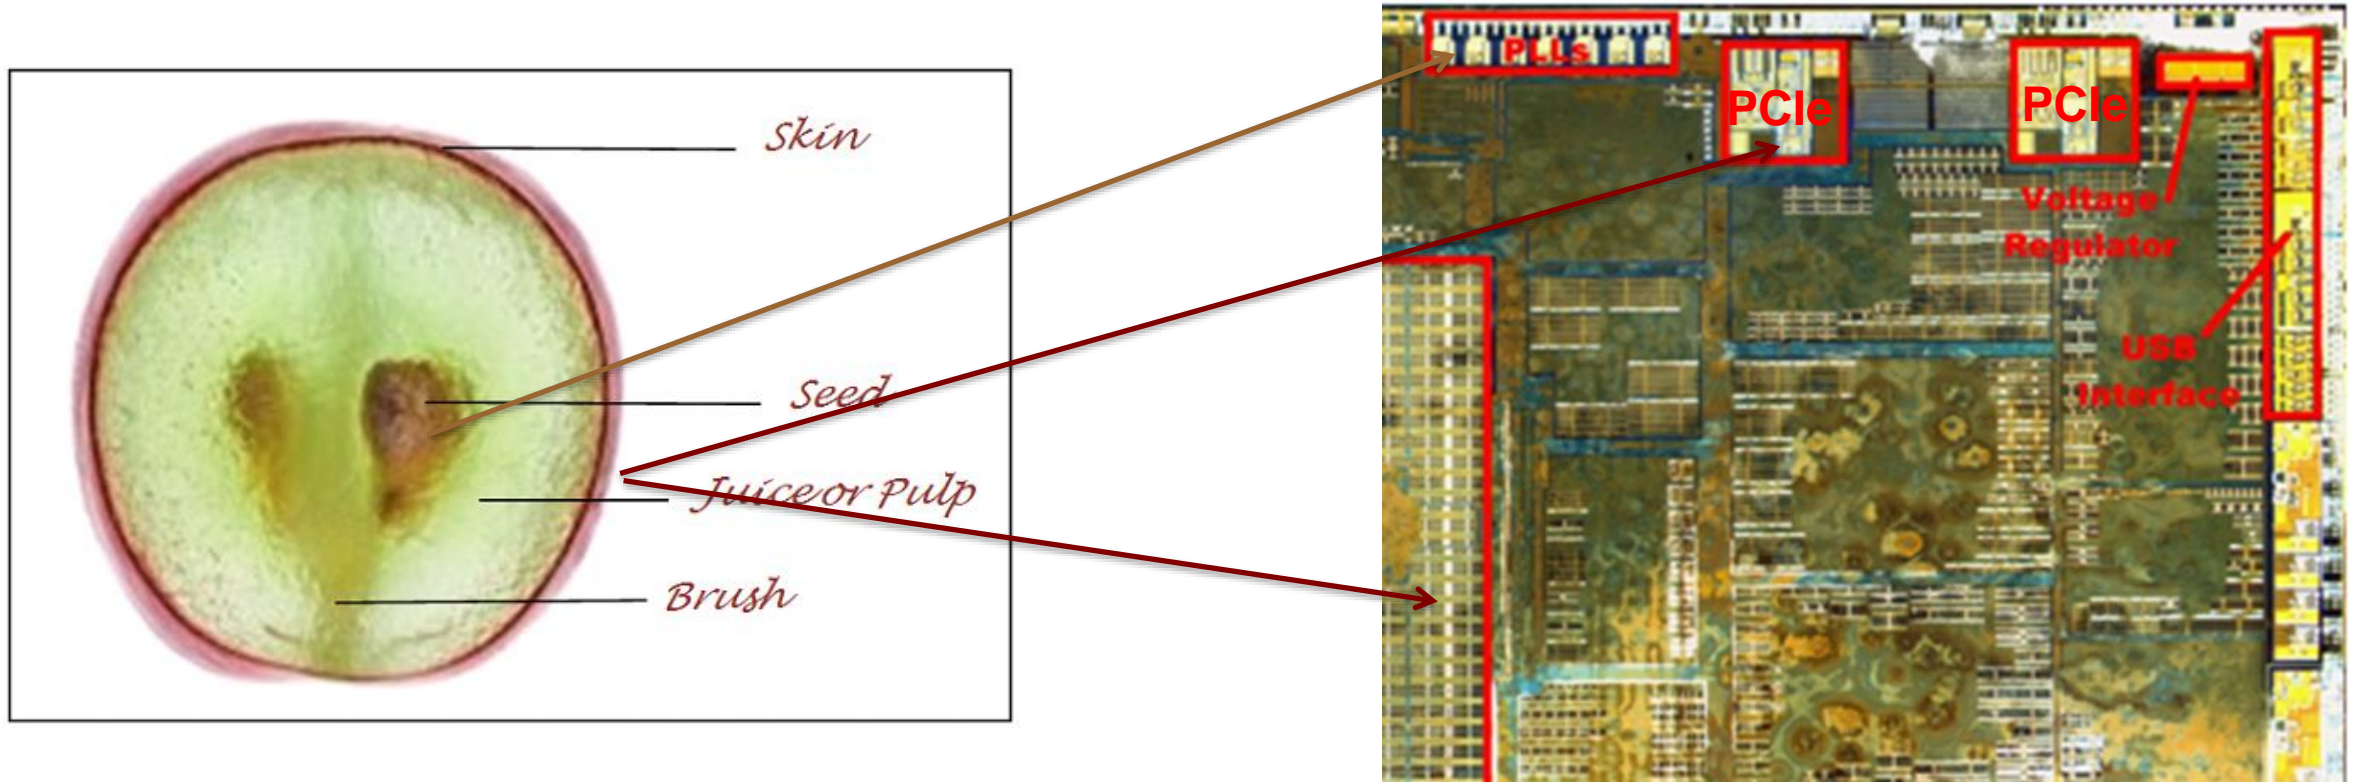 Skin
Seed
Juice or Pulp
Brush
PLLs
PCIe
PCIe
Voltage
Regulator
USB
Interface